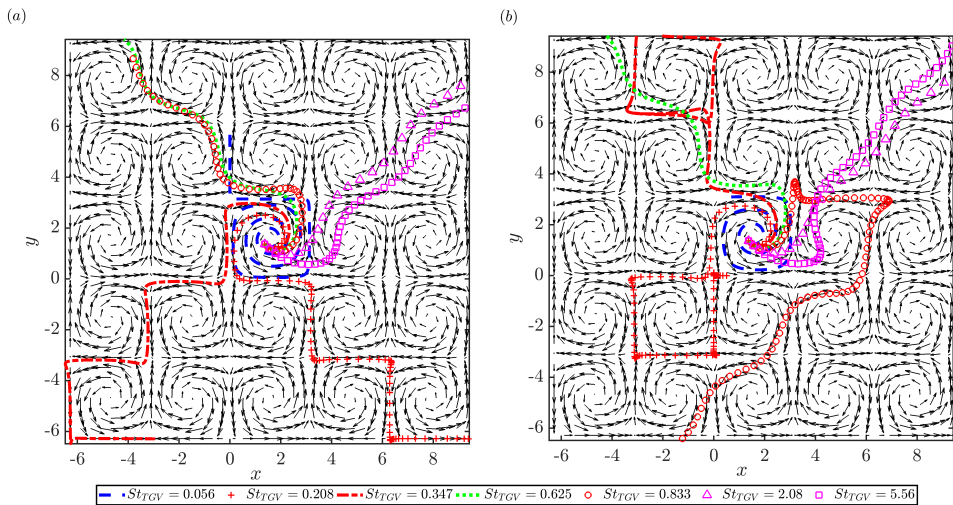 (a) (b)
8 8
6 6
4 4
y 2 y 2
0 0
-2 -2
-4 -4
-6 -6
-6 -4 -2 0 2 4 6 8 -6 -4 -2 0 2 4 6 8
x x
St_TGV = 0.056 St_TGV = 0.208 St_TGV = 0.347 St_TGV = 0.625 St_TGV = 0.833 St_TGV = 2.08 St_TGV = 5.56